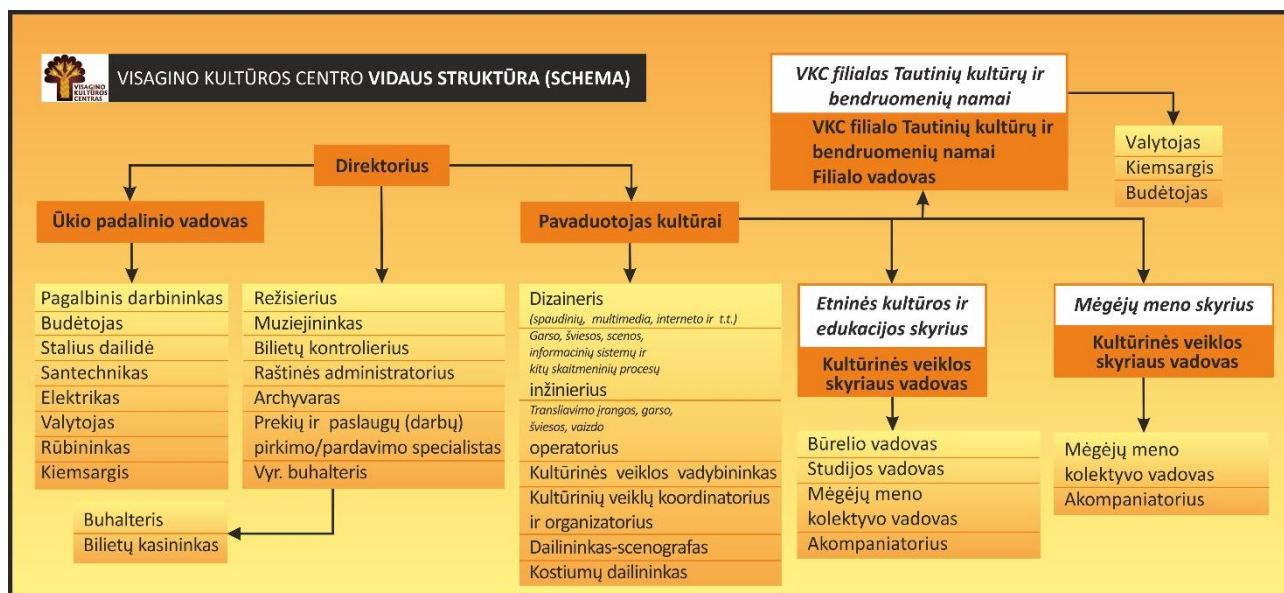 VISAGINO
KULTŪROS
CENTRAS
VISAGINO KULTŪROS CENTRO VIDAUS STRUKTŪRA (SCHEMA)
VKC filialas Tautinių kultūrų ir
bendruomenių namai
VKC filialo Tautinių kultūrų ir
bendruomenių namai
Filialo vadovas
Valytojas
Kiemsargis
Budėtojas
Direktorius
Ūkio padalinio vadovas
Pavaduotojas kultūrai
Pagalbinis darbininkas
Budėtojas
Stalius dailidė
Santechnikas
Elektrikas
Valytojas
Rūbininkas
Kiemsargis
Režisierius
Muziejininkas
Bilietų kontrolierius
Raštinės administratorius
Archyvaras
Prekių ir paslaugų (darbų)
pirkimo/pardavimo specialistas
Vyr. buhalteris
Buhalteris
Bilietų kasininkas
Dizaineris
(spaudinių, multimedia, interneto ir t.t.)
Garso, šviesos, scenos,
informacinių sistemų ir
kitų skaitmeninių procesų
inžinierius
Transliavimo įrangos, garso,
šviesos, vaizdo
operatorius
Kultūrinės veiklos vadybininkas
Kultūrinių veiklų koordinatorius
ir organizatorius
Dailininkas-scenografas
Kostiumų dailininkas
Etninės kultūros ir
edukacijos skyrius
Kultūrinės veiklos
skyriaus vadovas
Būrelio vadovas
Studijos vadovas
Mėgėjų meno
kolektyvo vadovas
Akompaniatorius
Mėgėjų meno skyrius
Kultūrinės veiklos
skyriaus vadovas
Mėgėjų meno
kolektyvo vadovas
Akompaniatorius